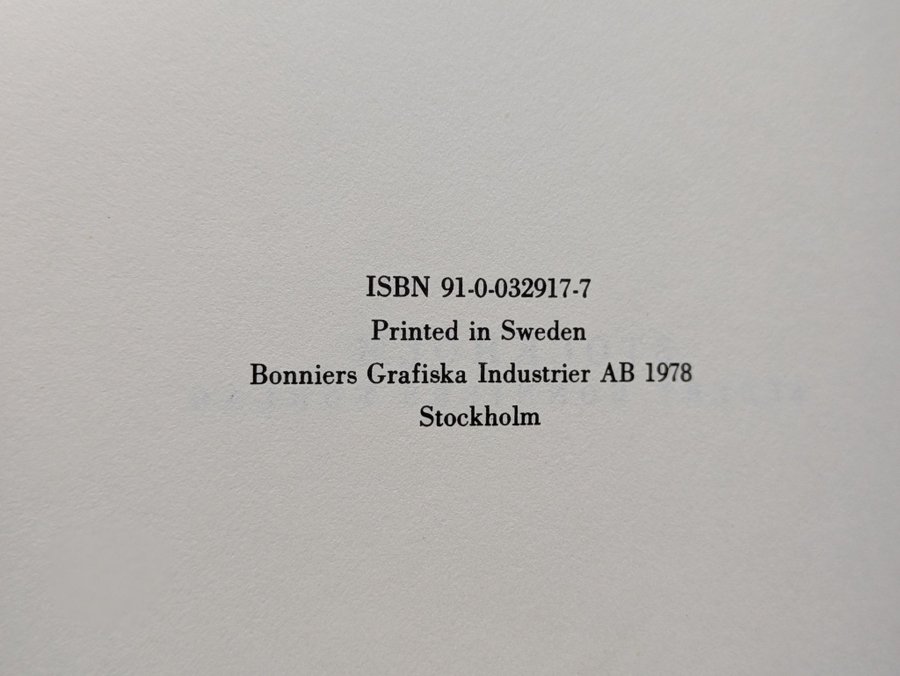 ISBN 91-0-032917-7
Printed in Sweden
Bonniers Grafiska Industrier AB 1978
Stockholm